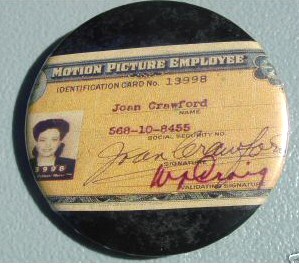 MOTION PICTURE EMPLOYEE
IDENTIFICATION CARD No. 13998
Joan Crawford
NAME
568-10-8455
SOCIAL SECURITY NO.
Joan Crawford
SIGNATURE
VALIDATING SIGNATURE